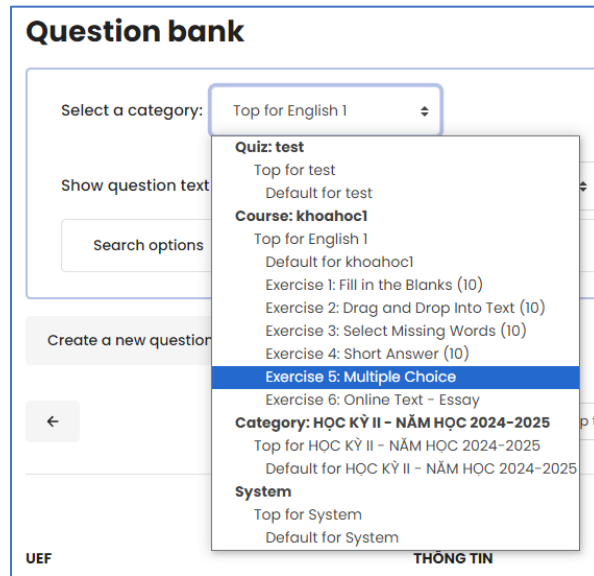 Question bank
Select a category:
Top for English 1
Quiz: test
Top for test
Show question text
Default for test
Course: khoahoc1
Search options
Top for English 1
Default for khoahoc1
Exercise 1: Fill in the Blanks (10)
Exercise 2: Drag and Drop Into Text (10)
Exercise 3: Select Missing Words (10)
Create a new question
Exercise 4: Short Answer (10)
Exercise 5: Multiple Choice
Exercise 6: Online Text - Essay
Category: HỌC KỲ II - NĂM HỌC 2024-2025
Top for HỌC KỲ II - NĂM HỌC 2024-2025
Default for HỌC KỲ II - NĂM HỌC 2024-2025
System
Top for System
Default for System
UEF
THÔNG TIN